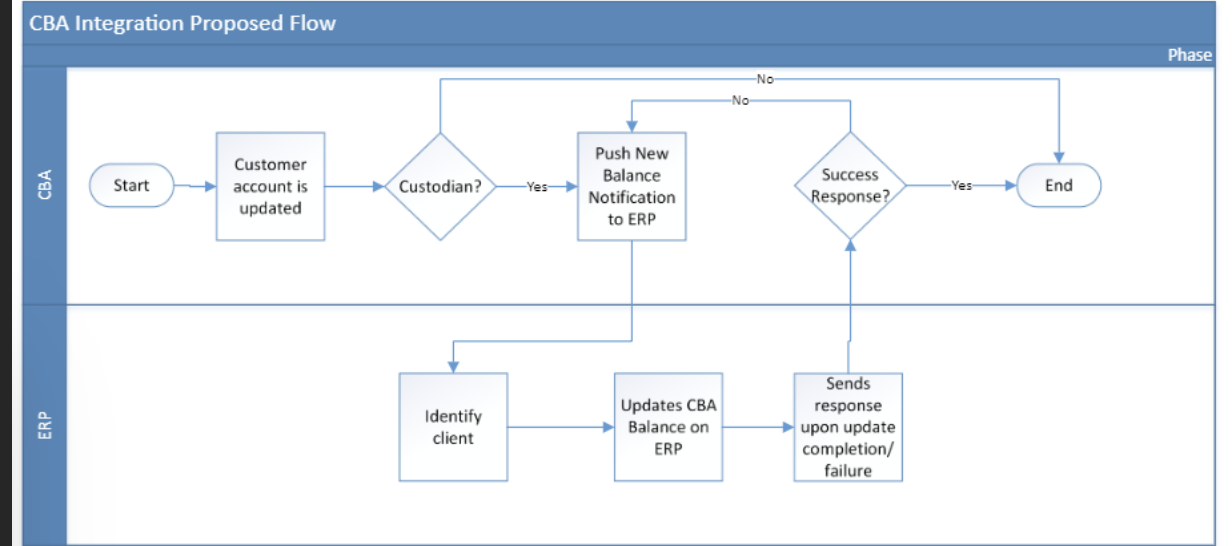 CBA Integration Proposed Flow
Phase
No
No
CBA
Start
Customer
account is
updated
Custodian?
Yes
Push New
Balance
Notification
to ERP
Success
Response?
Yes
End
ERP
Identify
client
Updates CBA
Balance on
ERP
Sends
response
upon update
completion/
failure